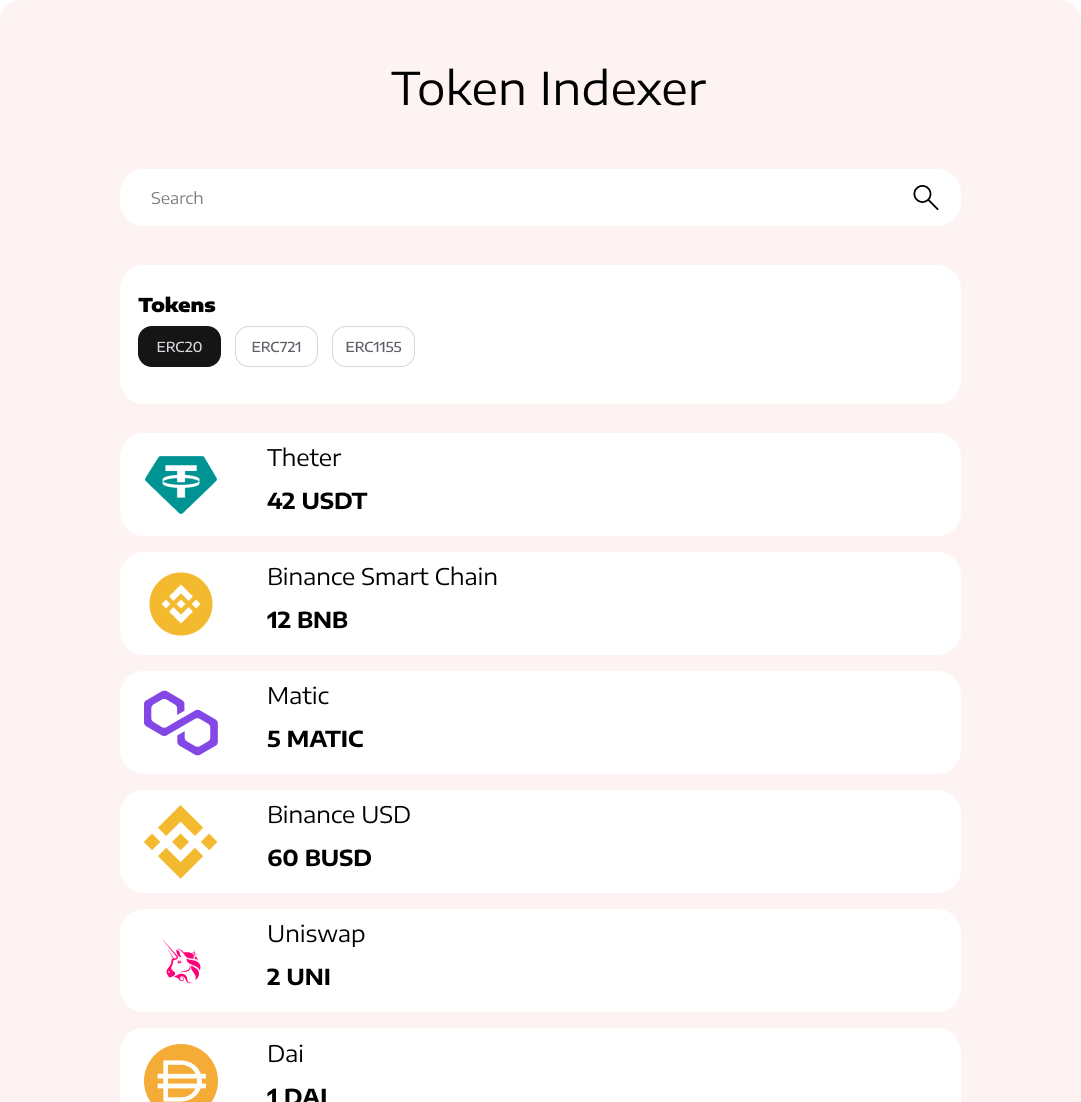 Token Indexer
Search
Tokens
ERC20 ERC721 ERC1155
Theter
42 USDT
Binance Smart Chain
12 BNB
Matic
5 MATIC
Binance USD
60 BUSD
Uniswap
2 UNI
Dai
1 DAI